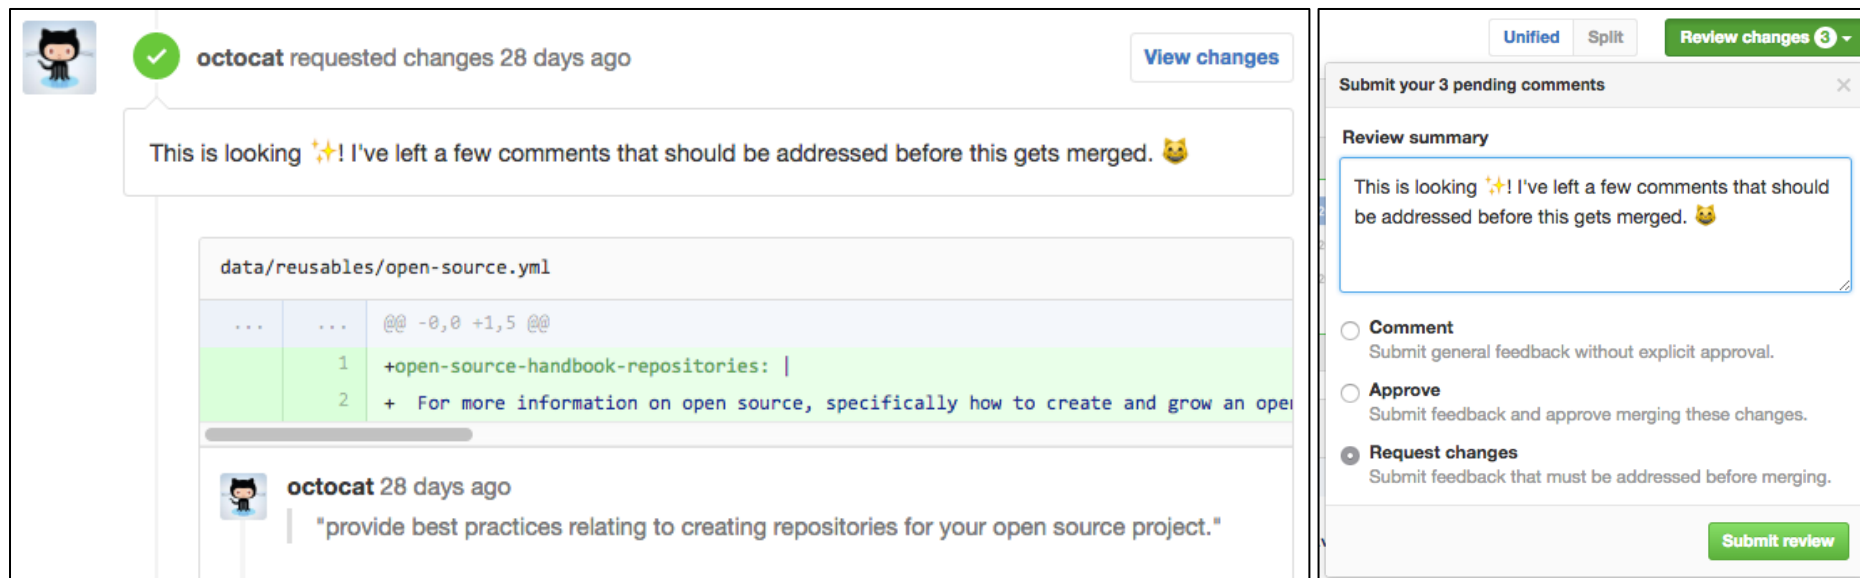 octocat requested changes 28 days ago
View changes
This is looking ✨! I've left a few comments that should be addressed before this gets merged. 😸
data/reusables/open-source.yml
... ... @@ -0,0 +1,5 @@
1 +open-source-handbook-repositories: |
2 + For more information on open source, specifically how to create and grow an open
octocat 28 days ago
"provide best practices relating to creating repositories for your open source project."
Unified Split Review changes 3
Submit your 3 pending comments ×
Review summary
This is looking ✨! I've left a few comments that should
be addressed before this gets merged. 😸
Comment
Submit general feedback without explicit approval.
Approve
Submit feedback and approve merging these changes.
Request changes
Submit feedback that must be addressed before merging.
Submit review